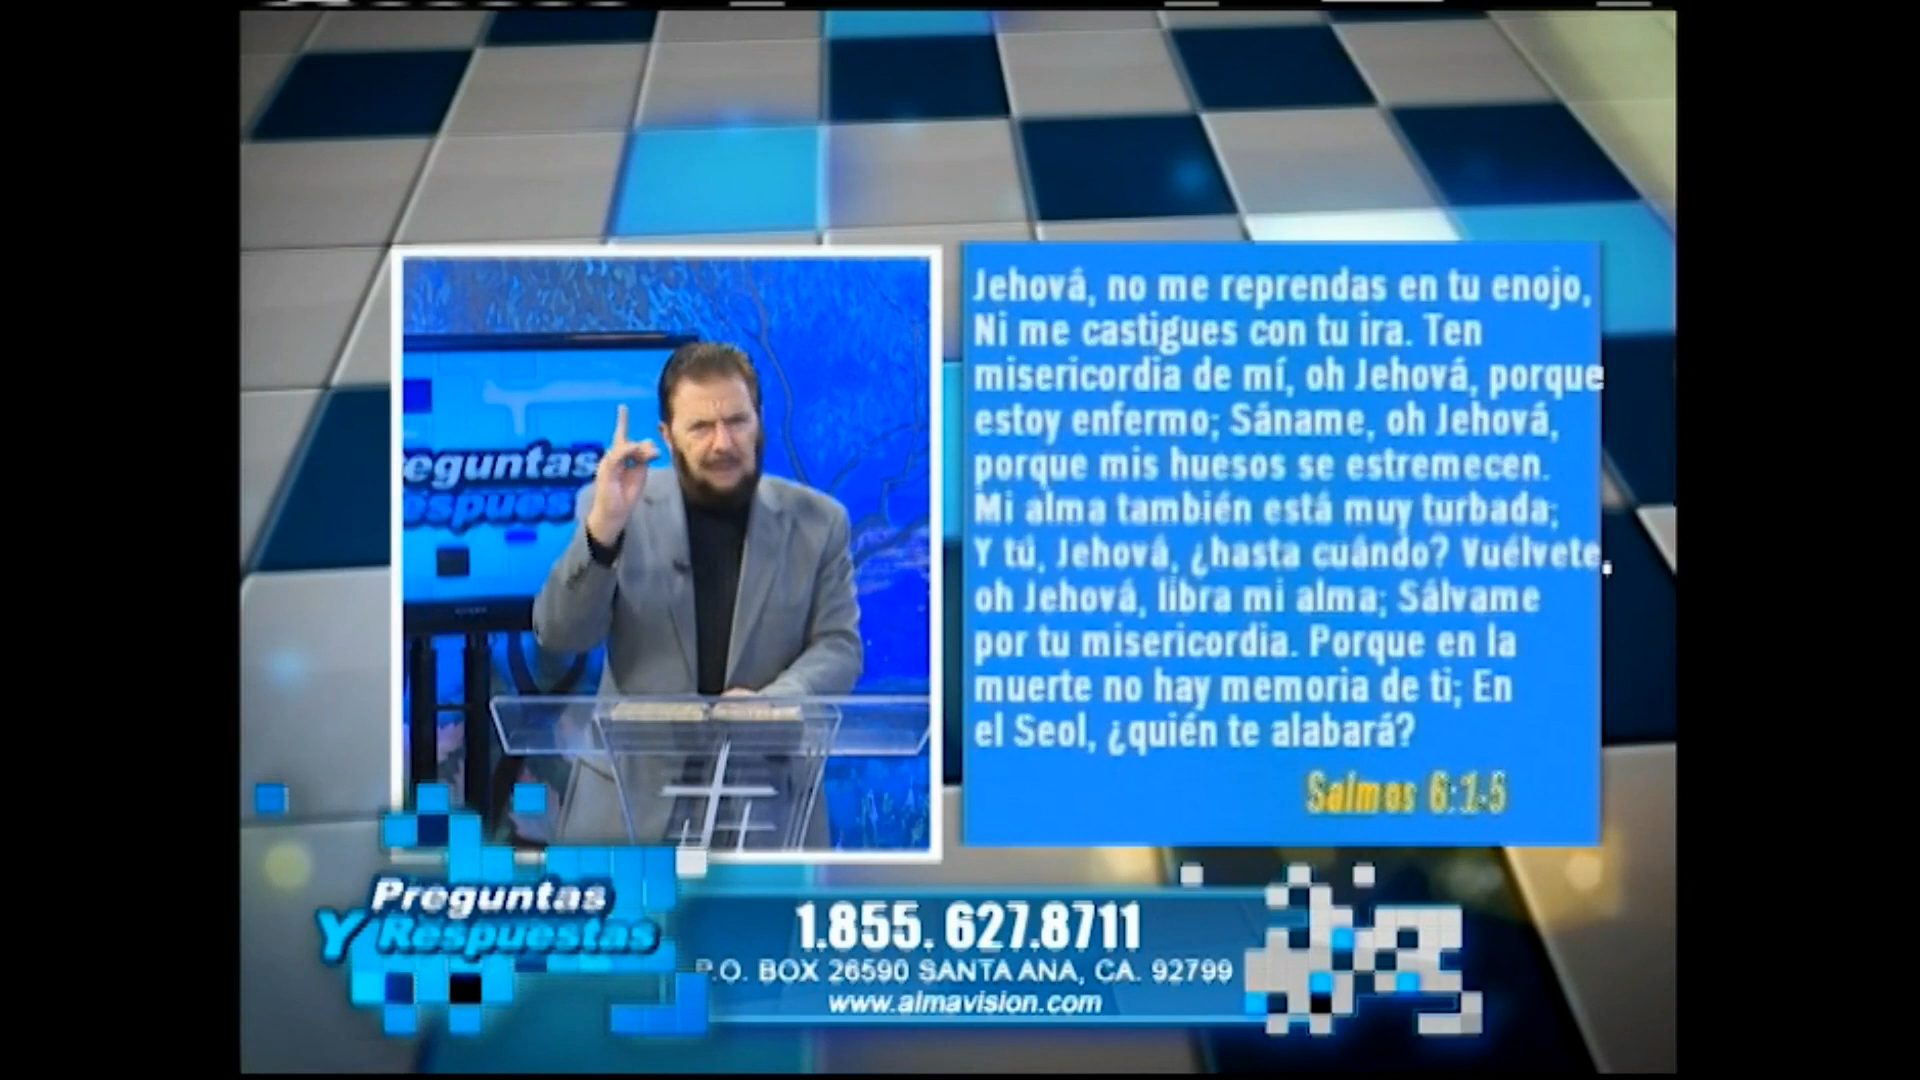 Jehová, no me reprendas en tu enojo,
Ni me castigues con tu ira. Ten
misericordia de mí, oh Jehová, porque
estoy enfermo; Sáname, oh Jehová,
porque mis huesos se estremecen.
Mi alma también está muy turbada;
Y tú, Jehová, ¿hasta cuándo? Vuélvete,
oh Jehová, libra mi alma; Sálvame
por tu misericordia. Porque en la
muerte no hay memoria de ti; En
el Seol, ¿quién te alabará?
Salmos 6:1-5
eguntas
espues
Preguntas
Y Respuestas
1.855. 627.8711
P.O. BOX 26590 SANTA ANA, CA. 92799
www.almavision.com